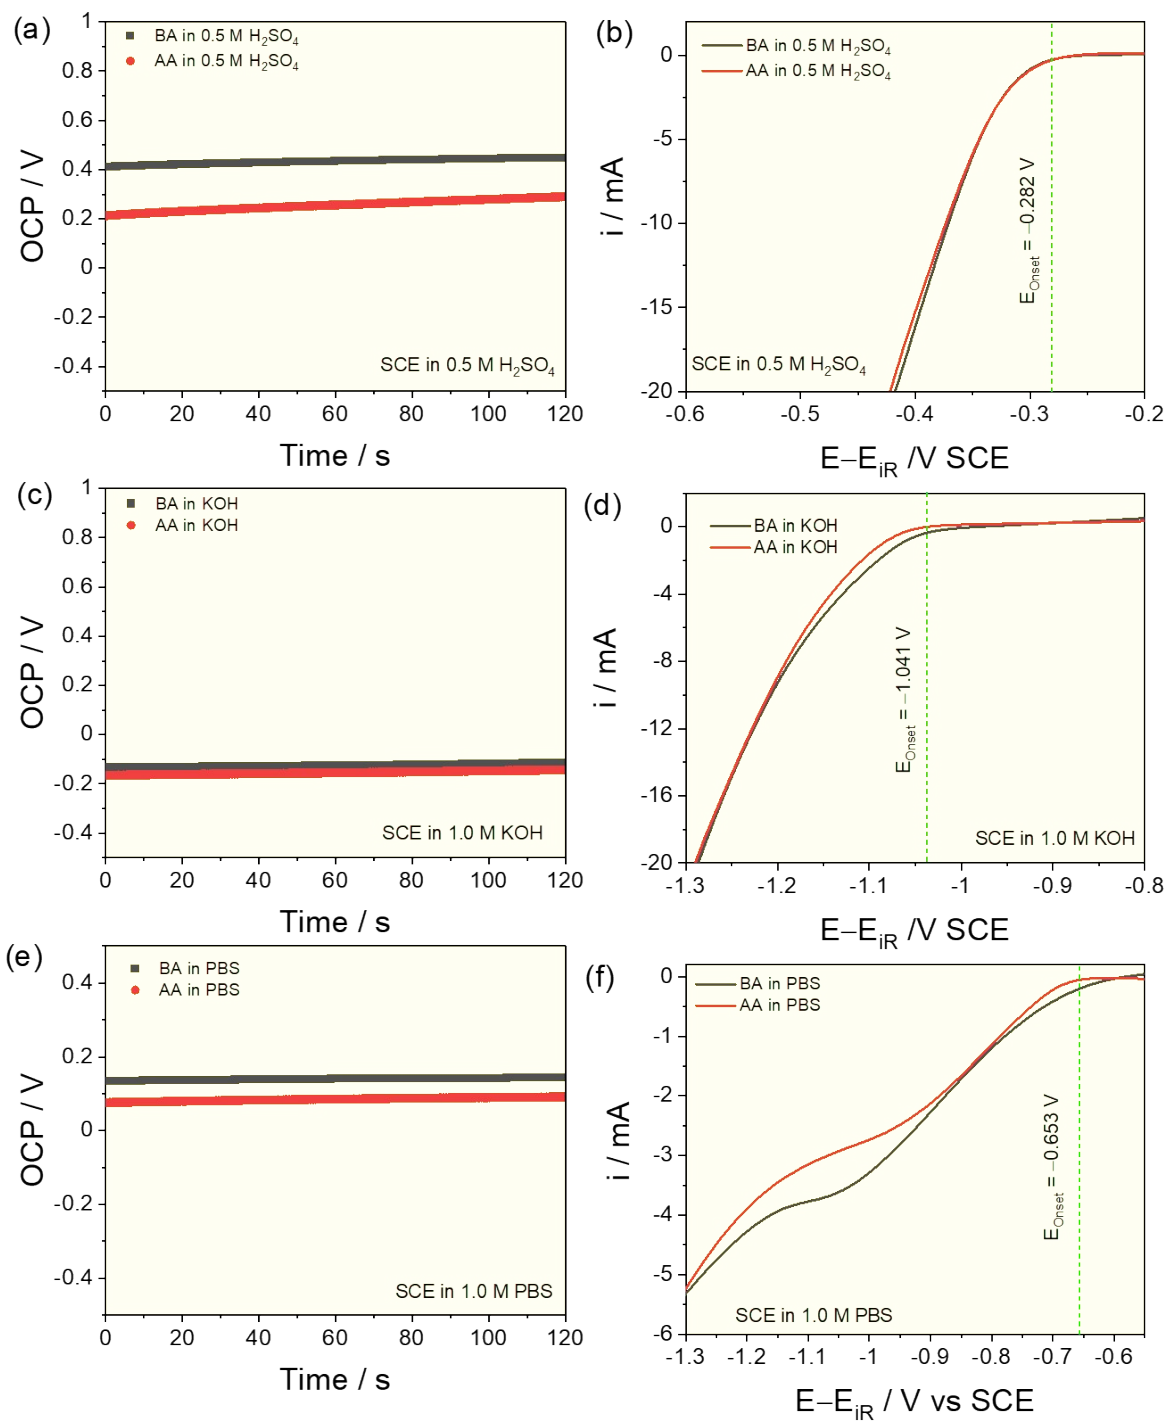 (a)
BA in 0.5 M H₂SO₄
AA in 0.5 M H₂SO₄
1
0.8
0.6
0.4
0.2
0
-0.2
-0.4
OCP / V
SCE in 0.5 M H₂SO₄
0 20 40 60 80 100 120
Time / s
(b)
BA in 0.5 M H₂SO₄
AA in 0.5 M H₂SO₄
0
-5
-10
-15
-20
i / mA
E_Onset = −0.282 V
SCE in 0.5 M H₂SO₄
-0.6 -0.5 -0.4 -0.3 -0.2
E−E_iR /V SCE
(c)
BA in KOH
AA in KOH
1
0.8
0.6
0.4
0.2
0
-0.2
-0.4
OCP / V
SCE in 1.0 M KOH
0 20 40 60 80 100 120
Time / s
(d)
BA in KOH
AA in KOH
0
-4
-8
-12
-16
-20
i / mA
E_Onset = −1.041 V
SCE in 1.0 M KOH
-1.3 -1.2 -1.1 -1 -0.9 -0.8
E−E_iR /V SCE
(e)
BA in PBS
AA in PBS
0.4
0.2
0
-0.2
-0.4
OCP / V
SCE in 1.0 M PBS
0 20 40 60 80 100 120
Time / s
(f)
BA in PBS
AA in PBS
0
-1
-2
-3
-4
-5
-6
i / mA
E_Onset = −0.653 V
SCE in 1.0 M PBS
-1.3 -1.2 -1.1 -1 -0.9 -0.8 -0.7 -0.6
E−E_iR / V vs SCE